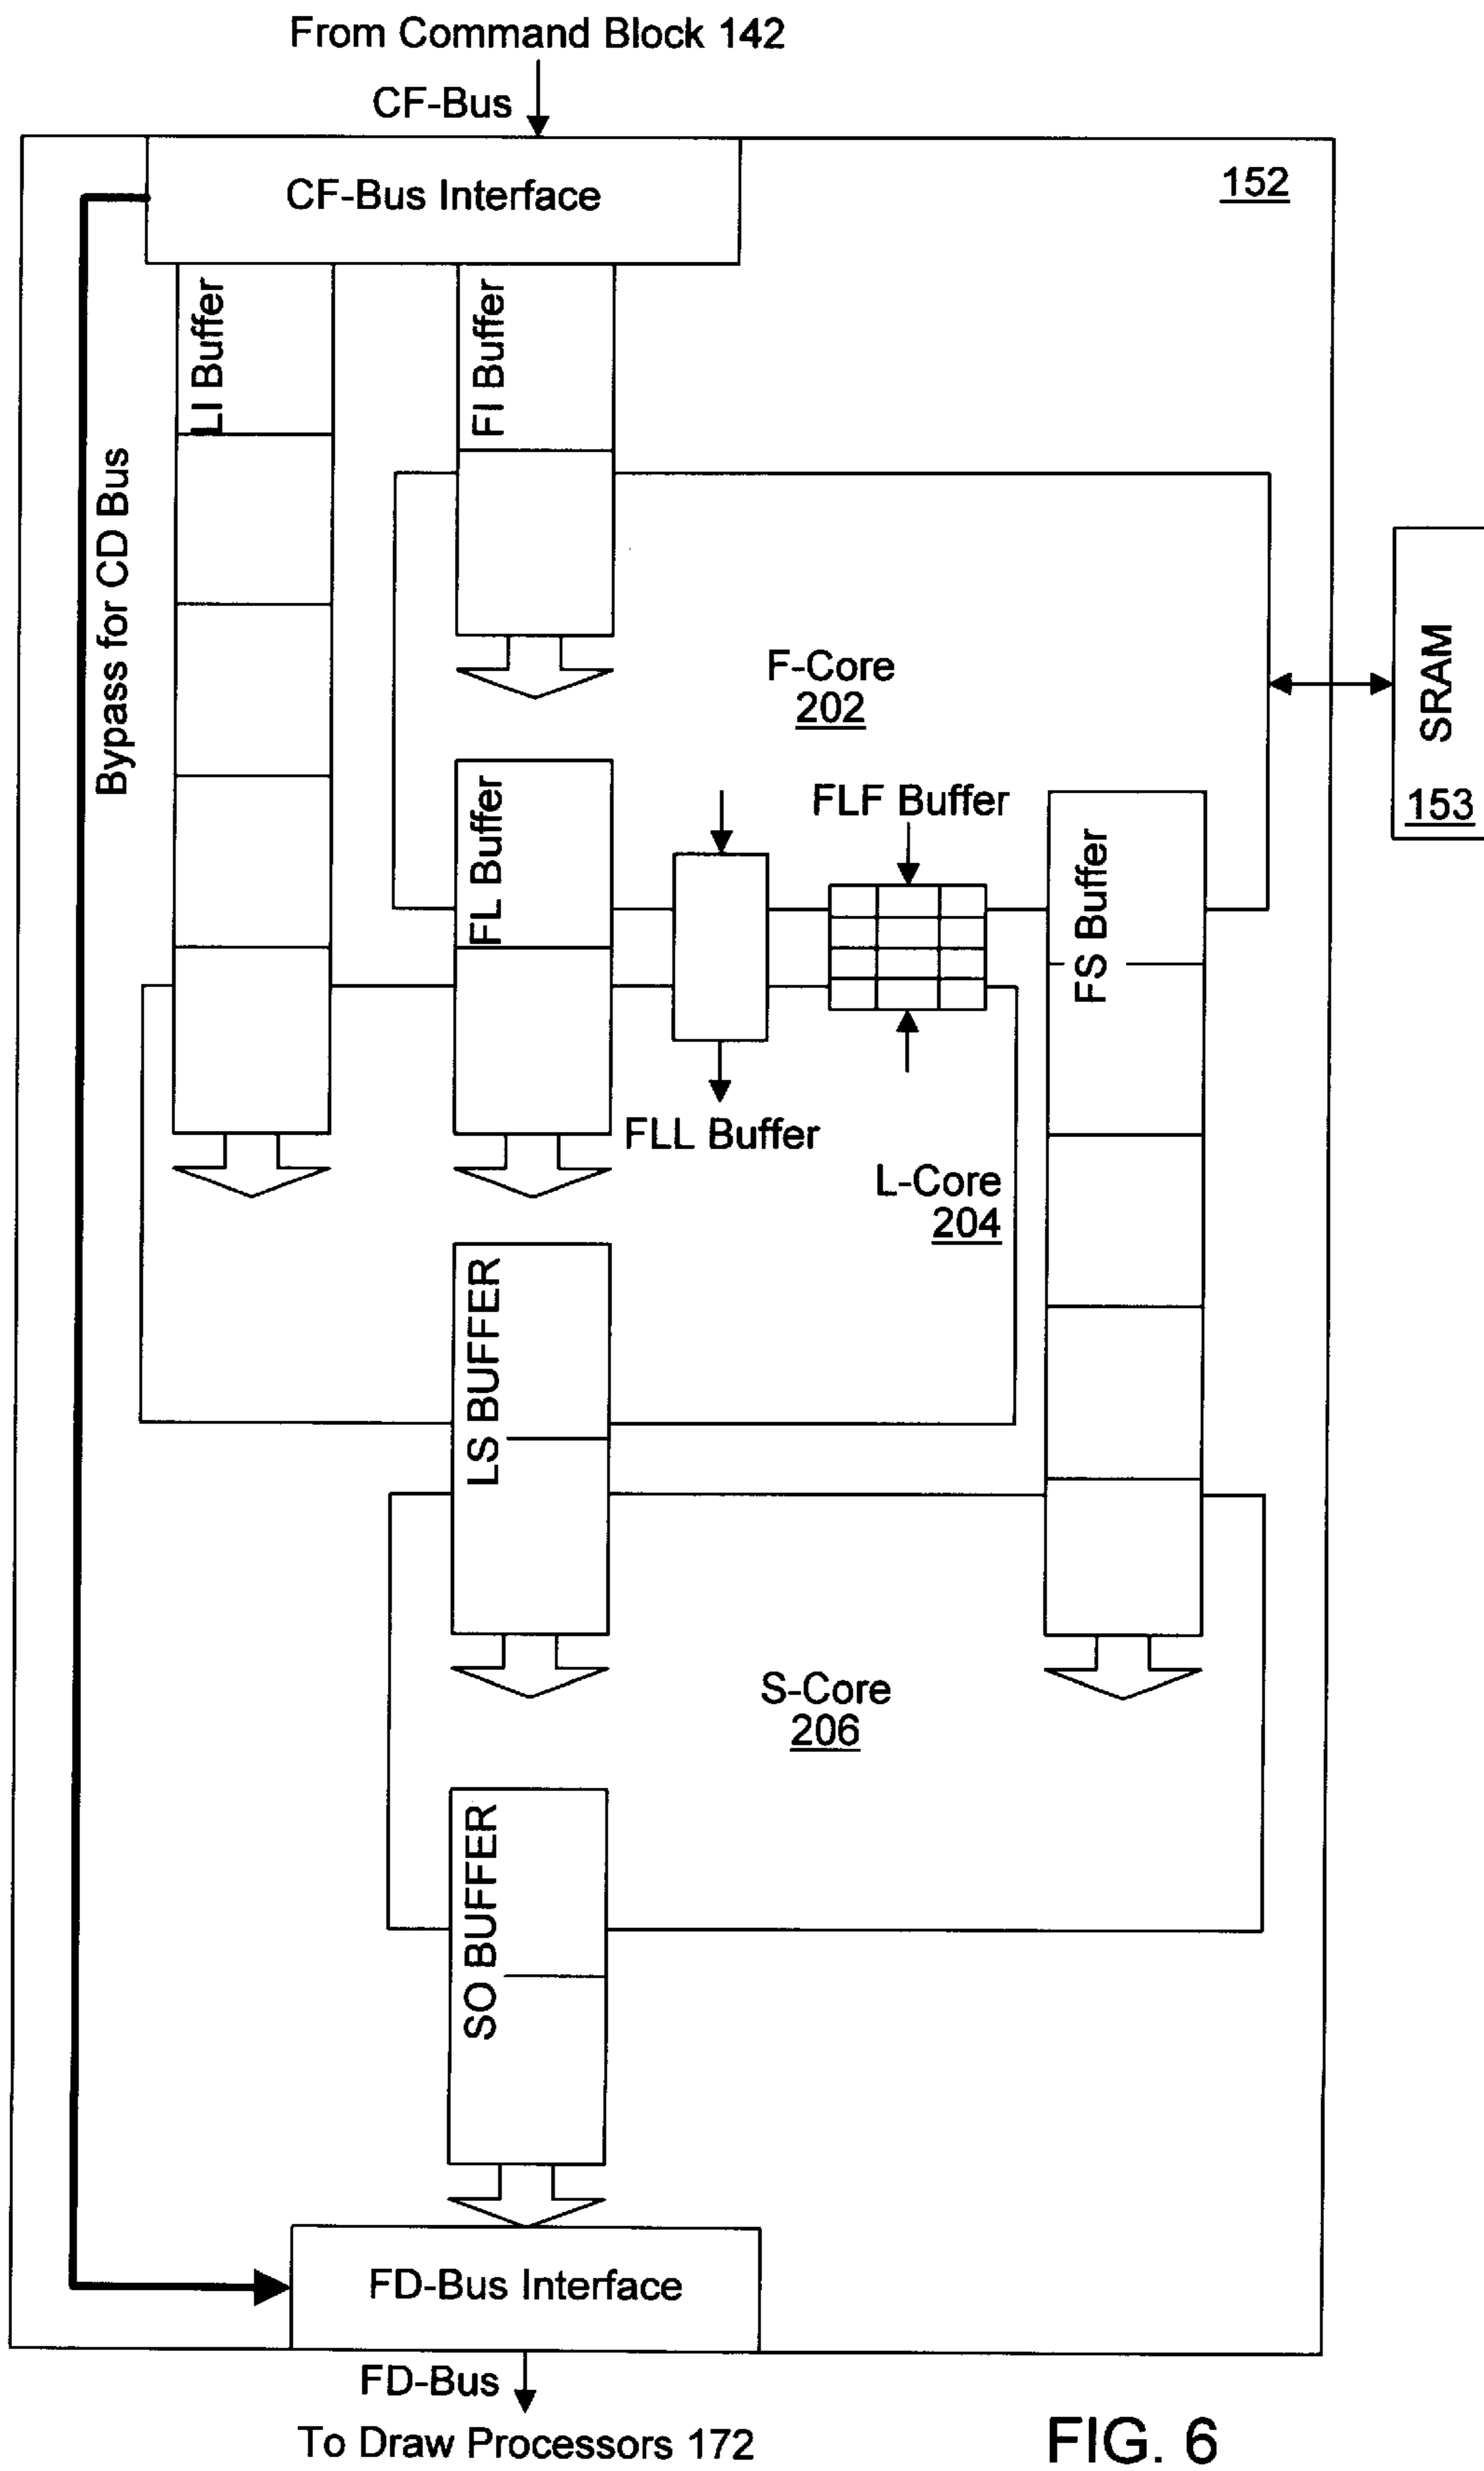 From Command Block 142
CF-Bus
CF-Bus Interface
152
LI Buffer
FI Buffer
Bypass for CD Bus
F-Core
202
SRAM
153
FL Buffer
FLF Buffer
FS Buffer
FLL Buffer
L-Core
204
LS BUFFER
S-Core
206
SO BUFFER
FD-Bus Interface
FD-Bus
To Draw Processors 172
FIG. 6